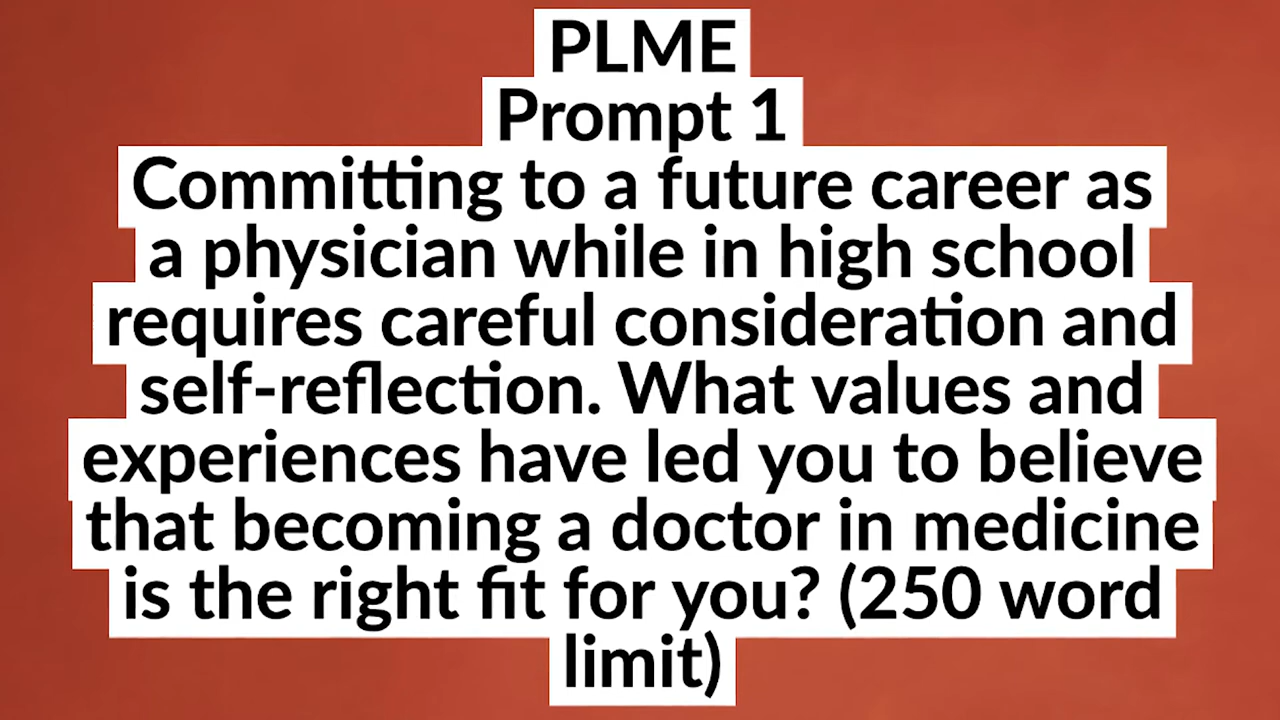 PLME
Prompt 1
Committing to a future career as
a physician while in high school
requires careful consideration and
self-reflection. What values and
experiences have led you to believe
that becoming a doctor in medicine
is the right fit for you? (250 word
limit)